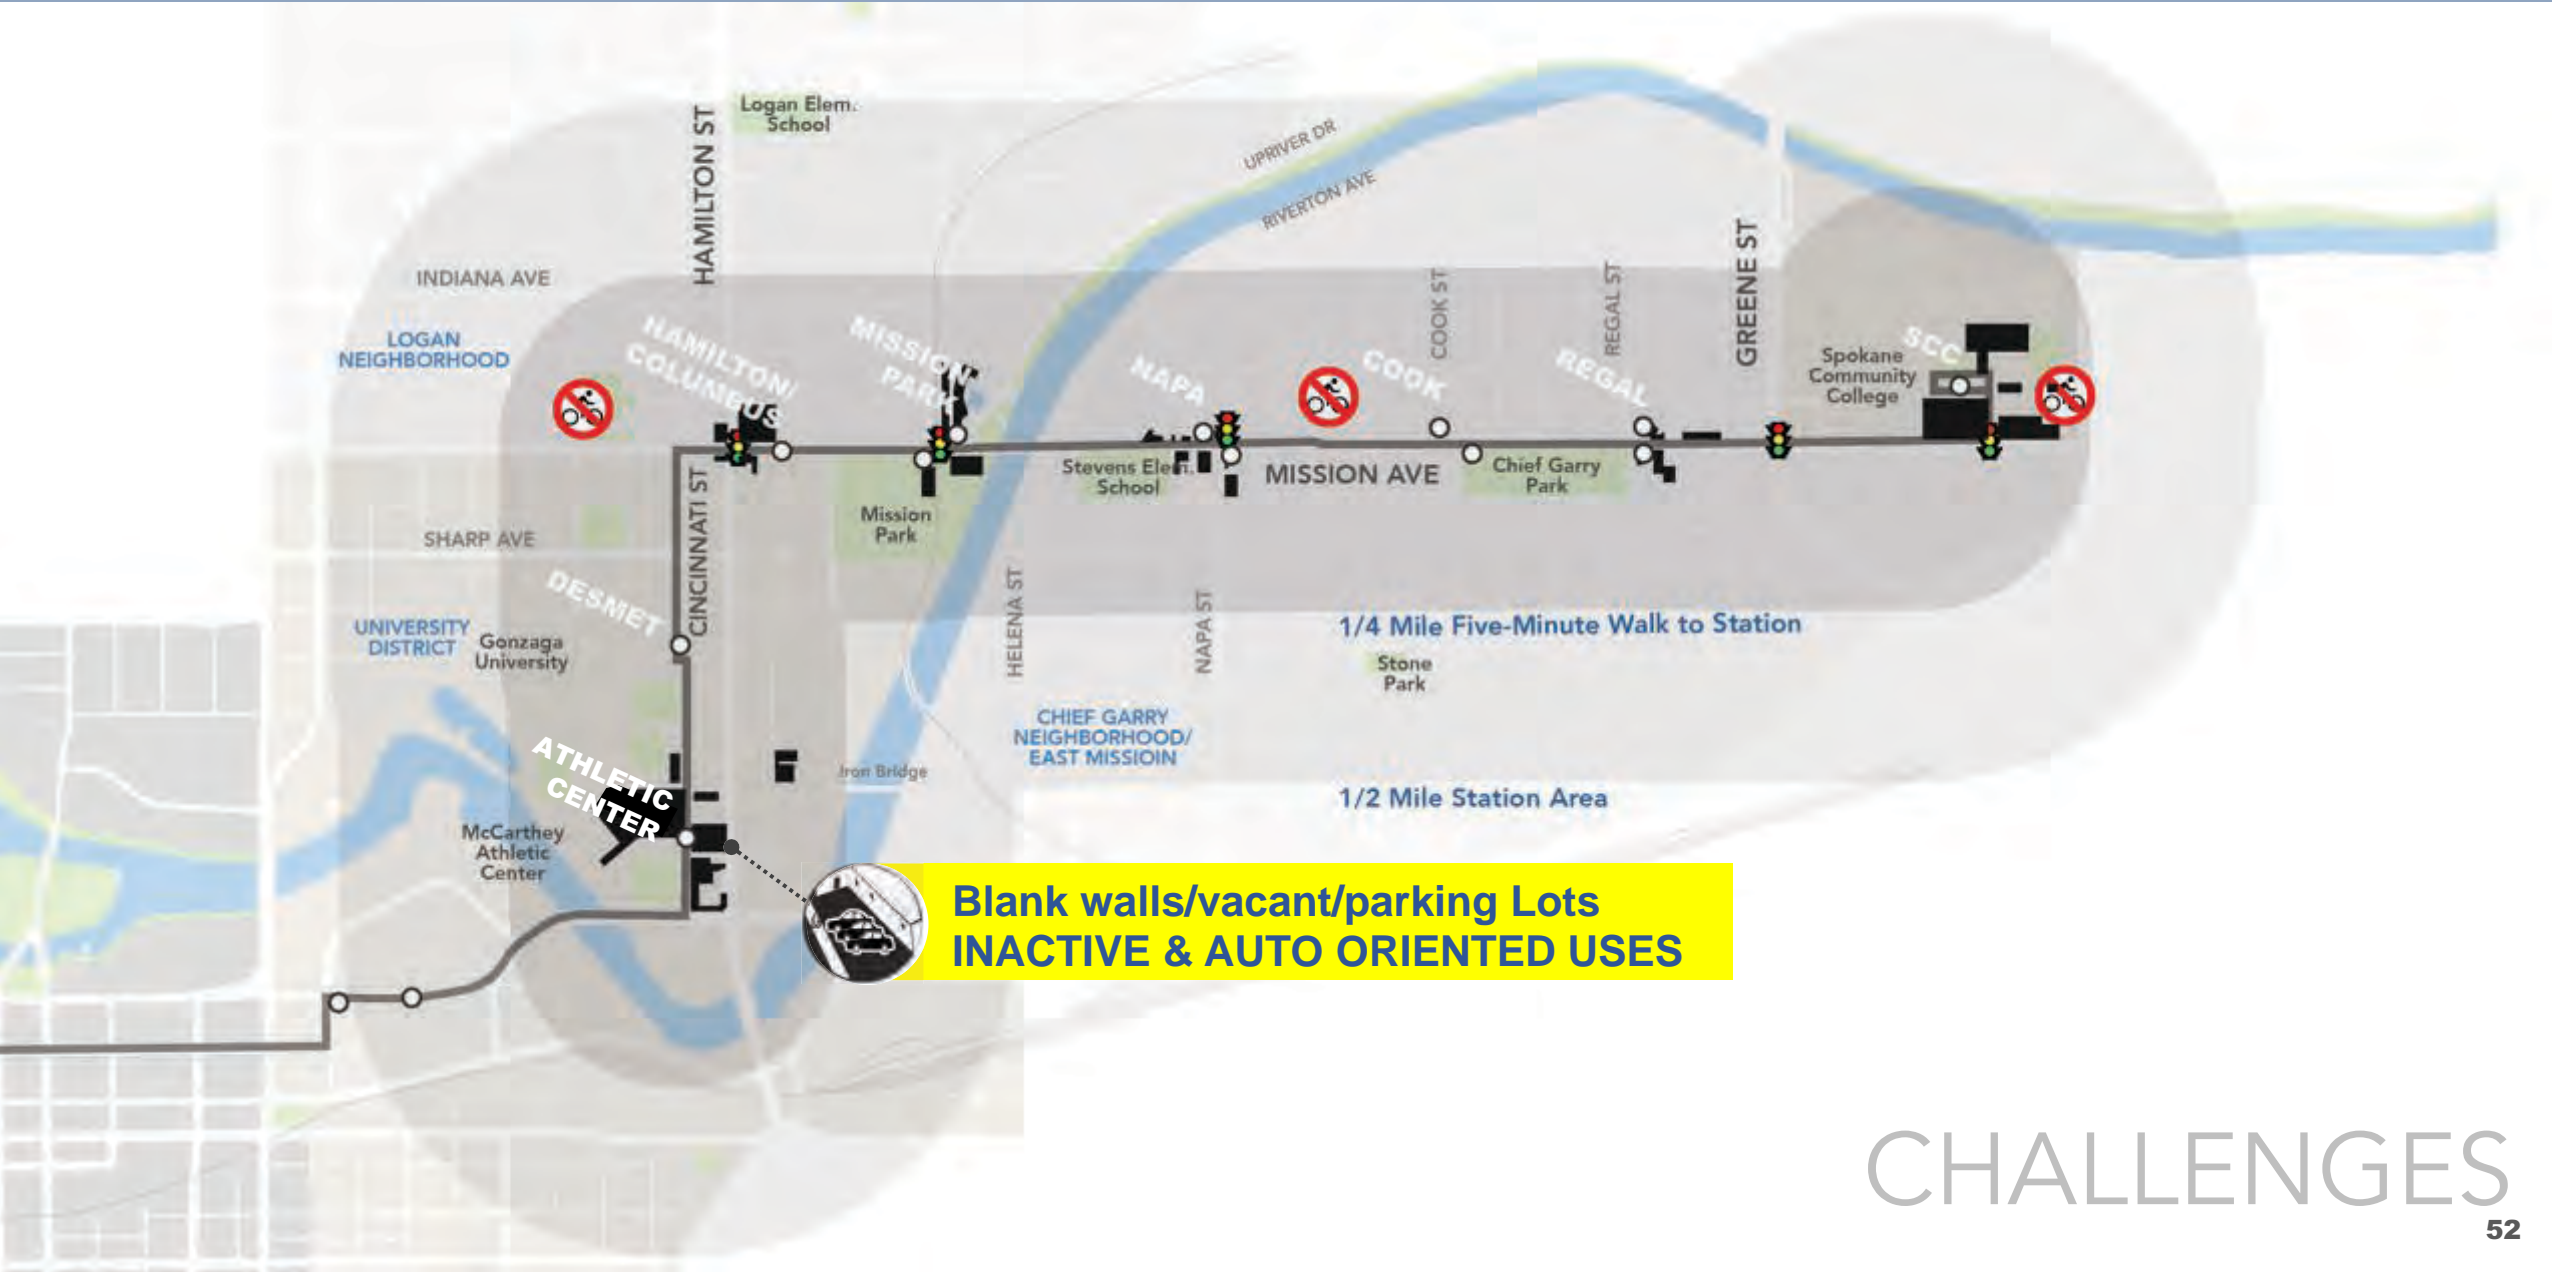 Logan Elem.
School
HAMILTON ST
UPRIVER DR
RIVERTON AVE
INDIANA AVE
LOGAN
NEIGHBORHOOD
HAMILTON/
COLUMBUS
MISSION
PARK
NAPA
COOK
COOK ST
REGAL
REGAL ST
GREENE ST
SCC
Spokane
Community
College
Stevens Elem.
School
MISSION AVE
Chief Garry
Park
Mission
Park
SHARP AVE
CINCINNATI ST
DESMET
UNIVERSITY
DISTRICT
Gonzaga
University
HELENA ST
NAPA ST
1/4 Mile Five-Minute Walk to Station
Stone
Park
CHIEF GARRY
NEIGHBORHOOD/
EAST MISSIOIN
Iron Bridge
1/2 Mile Station Area
ATHLETIC
CENTER
McCarthey
Athletic
Center
Blank walls/vacant/parking Lots
INACTIVE & AUTO ORIENTED USES
CHALLENGES
52